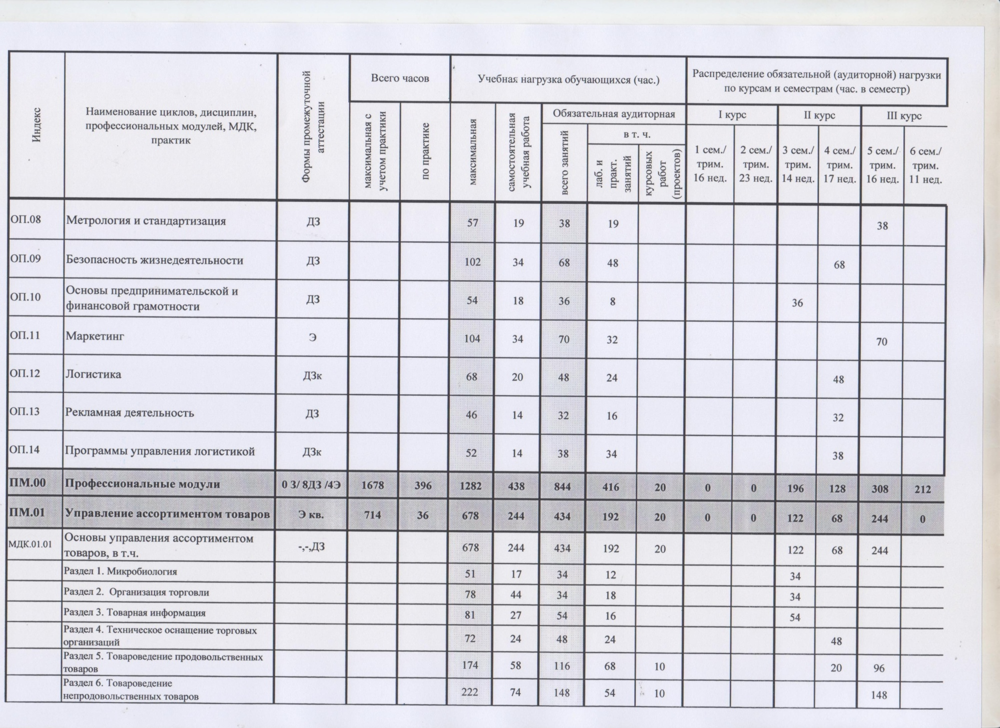 Индекс
Наименование циклов, дисциплин,
профессиональных модулей, МДК,
практик
Формы промежуточной
аттестации
Всего часов
максимальная с
учетом практики
по практике
Учебная нагрузка обучающихся (час.)
максимальная
самостоятельная
учебная работа
Обязательная аудиторная
всего занятий
в т. ч.
лаб. и
практ.
занятий
курсовых
работ
(проектов)
Распределение обязательной (аудиторной) нагрузки
по курсам и семестрам (час. в семестр)
I курс II курс III курс
1 сем./ 2 сем./ 3 сем./ 4 сем./ 5 сем./ 6 сем./
трим. трим. трим. трим. трим. трим.
16 нед. 23 нед. 14 нед. 17 нед. 16 нед. 11 нед.
ОП.08 Метрология и стандартизация ДЗ 57 19 38 19 38
ОП.09 Безопасность жизнедеятельности ДЗ 102 34 68 48 68
ОП.10 Основы предпринимательской и
финансовой грамотности ДЗ 54 18 36 8 36
ОП.11 Маркетинг Э 104 34 70 32 70
ОП.12 Логистика ДЗк 68 20 48 24 48
ОП.13 Рекламная деятельность ДЗ 46 14 32 16 32
ОП.14 Программы управления логистикой ДЗк 52 14 38 34 38
ПМ.00 Профессиональные модули 0 З/ 8ДЗ /4Э 1678 396 1282 438 844 416 20 0 0 196 128 308 212
ПМ.01 Управление ассортиментом товаров Э кв. 714 36 678 244 434 192 20 0 0 122 68 244 0
МДК.01.01 Основы управления ассортиментом
товаров, в т.ч. -,-,ДЗ 678 244 434 192 20 122 68 244
Раздел 1. Микробиология 51 17 34 12 34
Раздел 2. Организация торговли 78 44 34 18 34
Раздел 3. Товарная информация 81 27 54 16 54
Раздел 4. Техническое оснащение торговых
организаций 72 24 48 24 48
Раздел 5. Товароведение продовольственных
товаров 174 58 116 68 10 20 96
Раздел 6. Товароведение
непродовольственных товаров 222 74 148 54 10 148